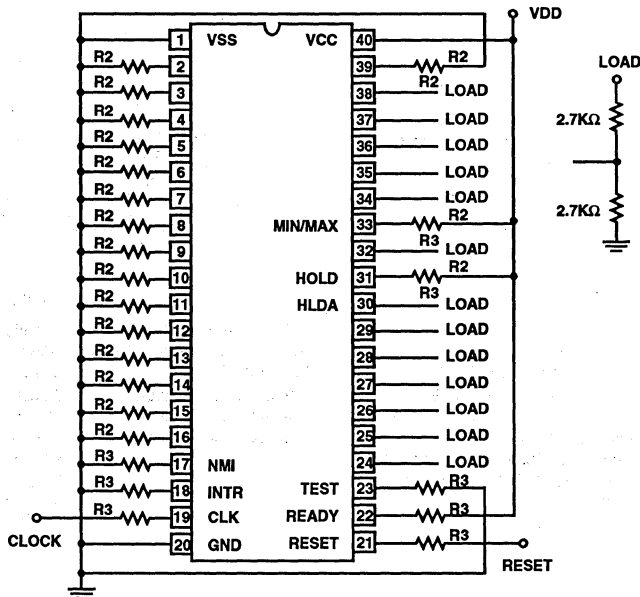 VDD
1 VSS VCC 40
R2 2 39 R2
R2 3 38 R2 LOAD
R2 4 37 LOAD
R2 5 36 LOAD
R2 6 35 LOAD
R2 7 34 LOAD
R2 8 MIN/MAX 33 R2
R2 9 32 R3 LOAD
R2 10 HOLD 31 R2
R2 11 HLDA 30 R3 LOAD
R2 12 29 LOAD
R2 13 28 LOAD
R2 14 27 LOAD
R2 15 26 LOAD
R2 16 25 LOAD
R3 17 NMI 24 LOAD
R3 18 INTR TEST 23 R3
R3 19 CLK READY 22 R3
CLOCK
20 GND RESET 21 R3
RESET
LOAD
2.7KΩ
2.7KΩ